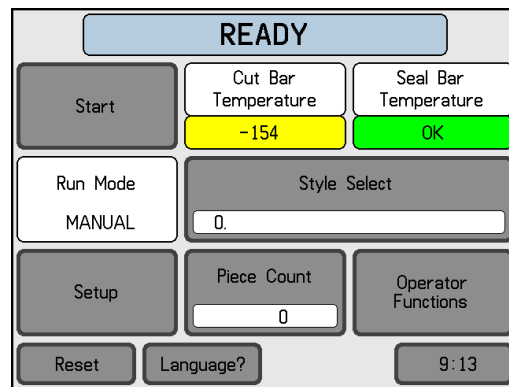 READY
Start
Cut Bar
Temperature
-154
Seal Bar
Temperature
OK
Run Mode
MANUAL
Style Select
0.
Setup
Piece Count
0
Operator
Functions
Reset
Language?
9:13